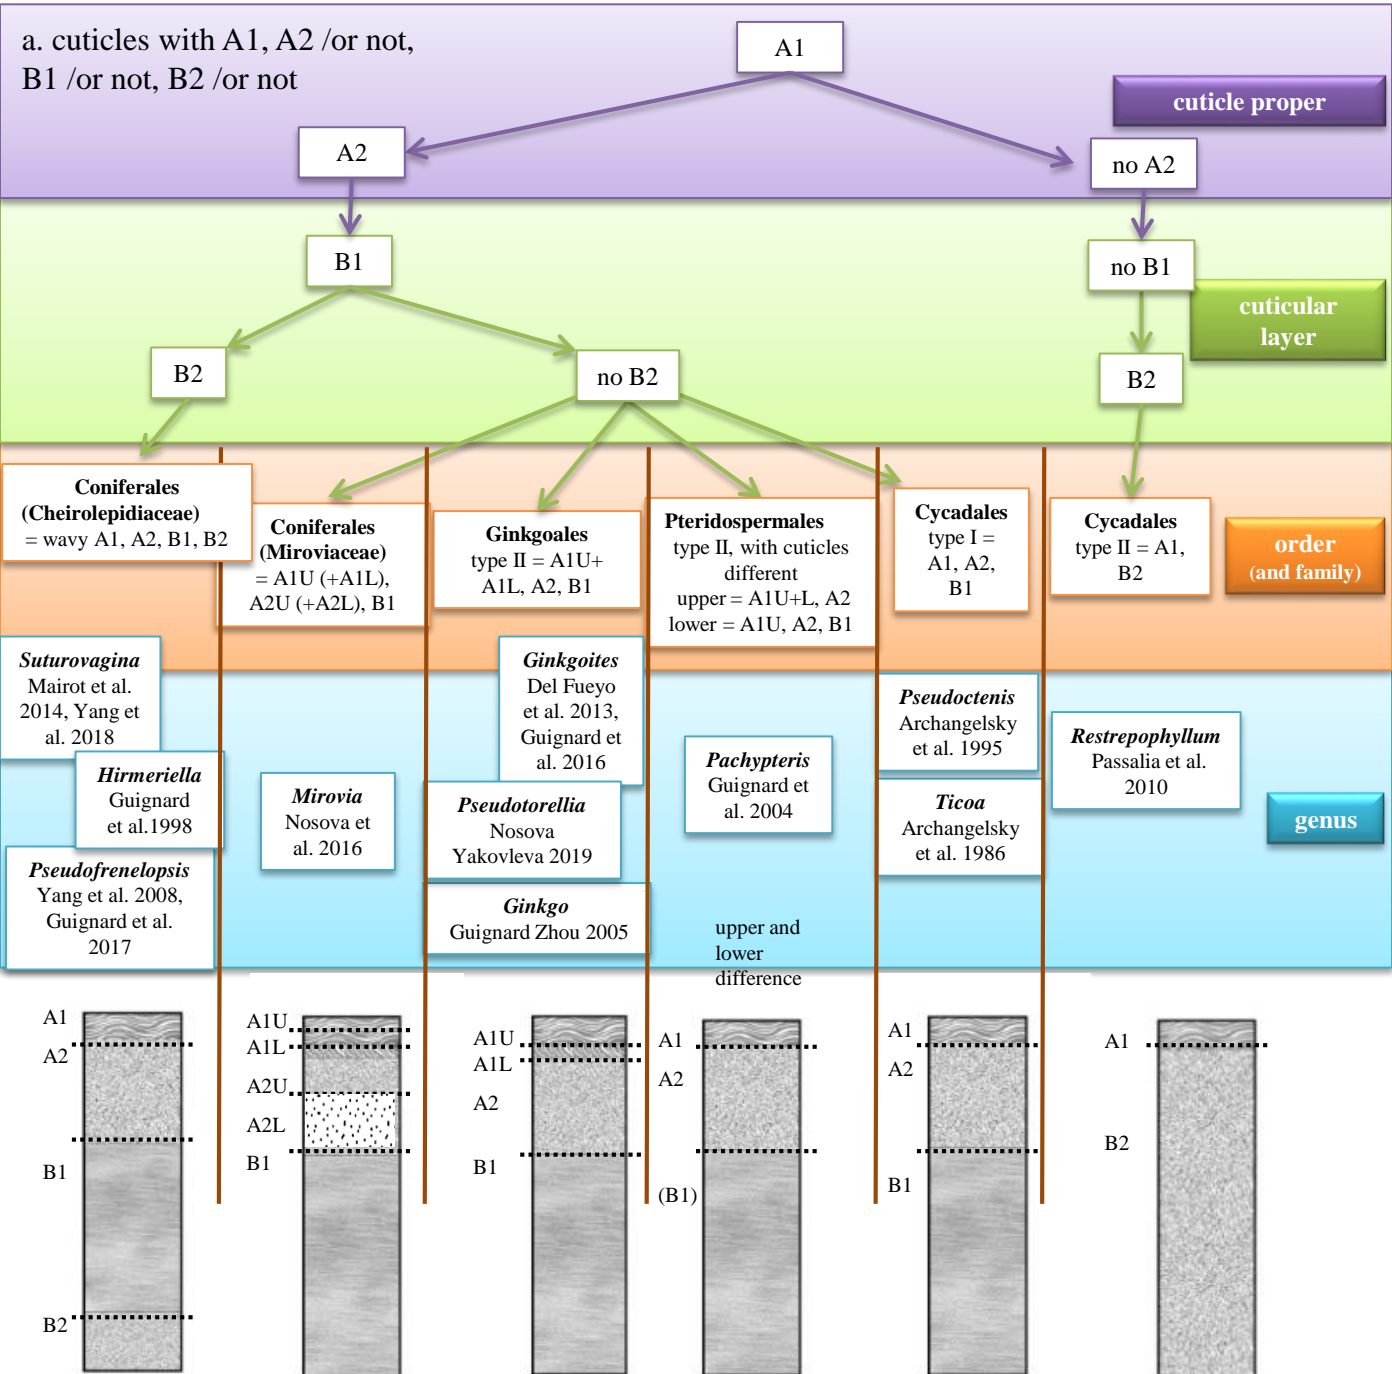 a. cuticles with A1, A2 /or not,
B1 /or not, B2 /or not
A1
cuticle proper
A2
no A2
B1
no B1
cuticular
layer
B2
no B2
B2
Coniferales
(Cheirolepidiaceae)
= wavy A1, A2, B1, B2
Coniferales
(Miroviaceae)
= A1U (+A1L),
A2U (+A2L), B1
Ginkgoales
type II = A1U+
A1L, A2, B1
Pteridospermales
type II, with cuticles
different
upper = A1U+L, A2
lower = A1U, A2, B1
Cycadales
type I =
A1, A2,
B1
Cycadales
type II = A1,
B2
order
(and family)
Suturovagina
Mairot et al.
2014, Yang et
al. 2018
Hirmeriella
Guignard
et al.1998
Pseudofrenelopsis
Yang et al. 2008,
Guignard et al.
2017
Mirovia
Nosova et
al. 2016
Ginkgoites
Del Fueyo
et al. 2013,
Guignard et
al. 2016
Pseudotorellia
Nosova
Yakovleva 2019
Ginkgo
Guignard Zhou 2005
Pachypteris
Guignard et
al. 2004
upper and
lower
difference
Pseudoctenis
Archangelsky
et al. 1995
Ticoa
Archangelsky
et al. 1986
Restrepophyllum
Passalia et al.
2010
genus
A1
A2
B1
B2
A1U
A1L
A2U
A2L
B1
A1U
A1L
A2
B1
A1
A2
(B1)
A1
A2
B1
A1
B2